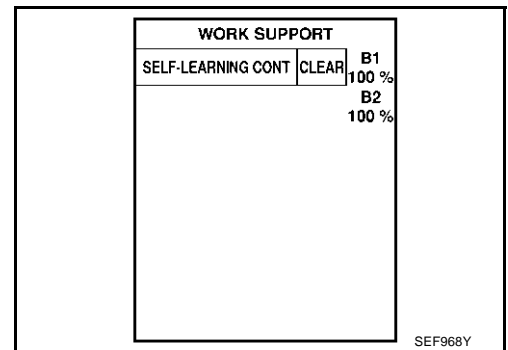 WORK SUPPORT
SELF-LEARNING CONT CLEAR B1
100 %
B2
100 %
SEF968Y